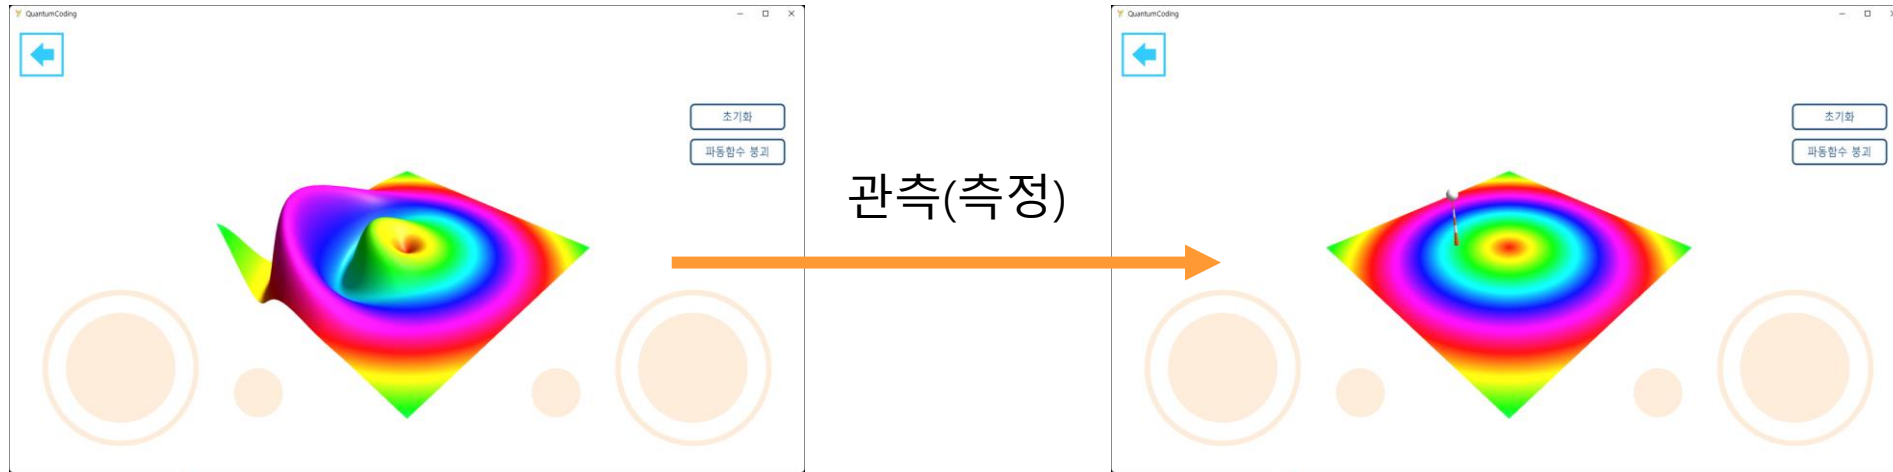 QuantumCoding
초기화
파동함수 붕괴
관측(측정)
QuantumCoding
초기화
파동함수 붕괴